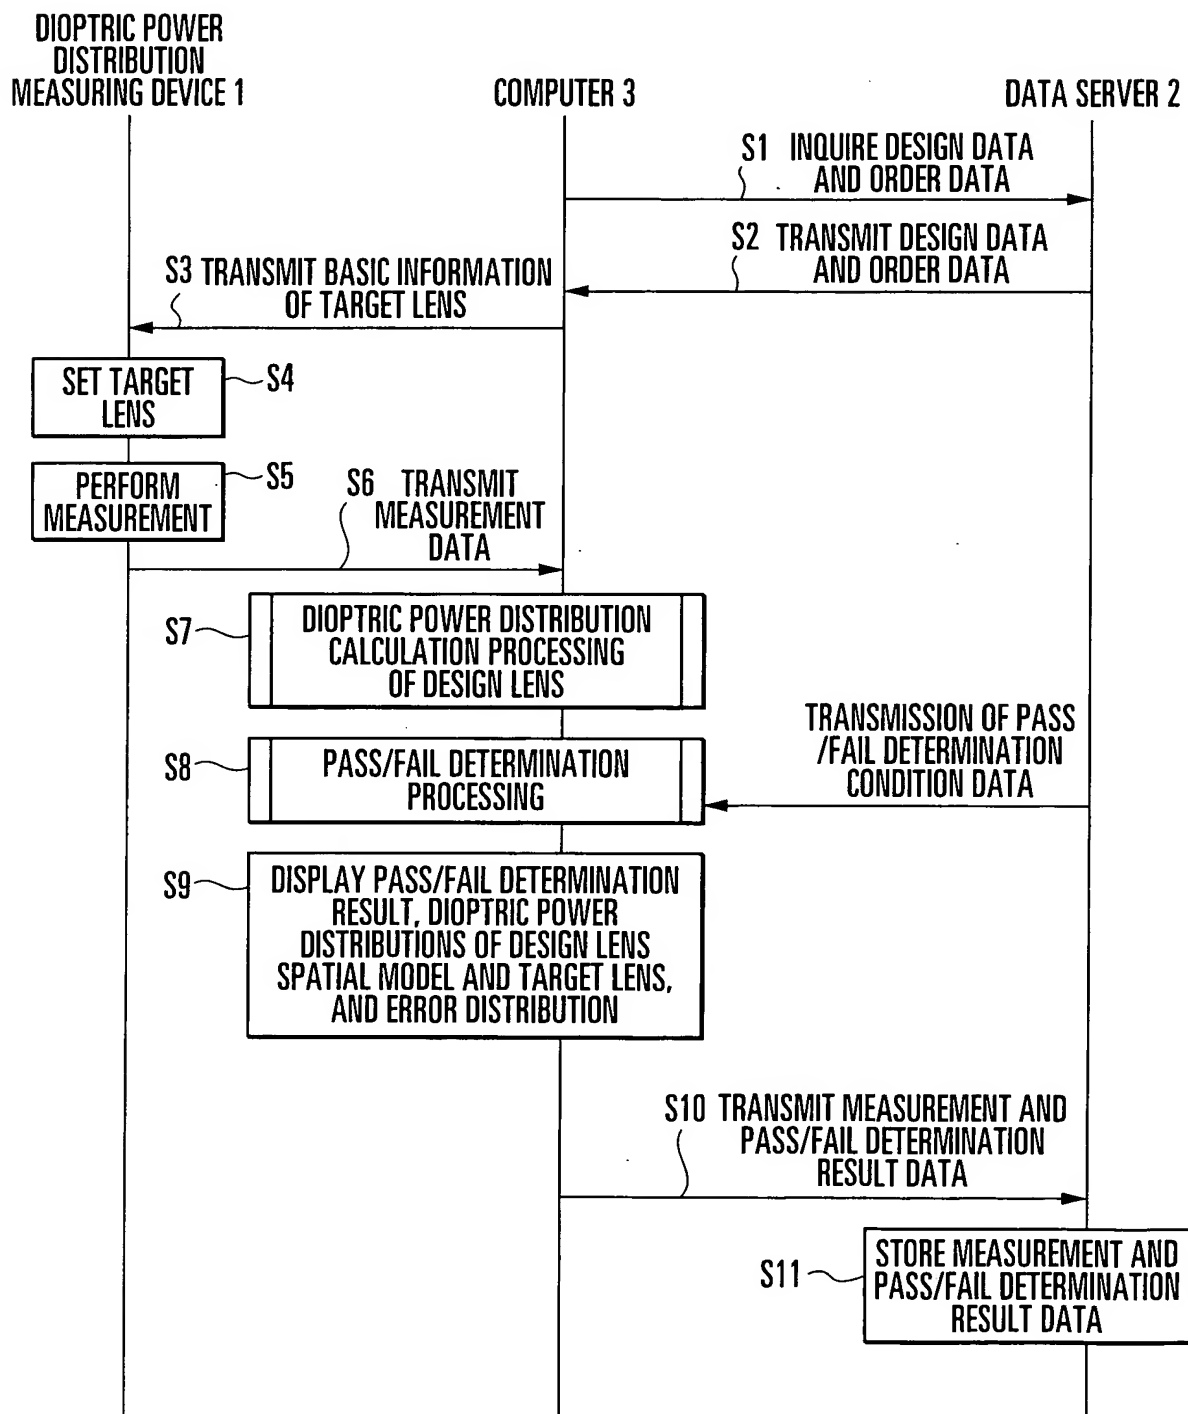 DIOPTRIC POWER
DISTRIBUTION
MEASURING DEVICE 1
COMPUTER 3
DATA SERVER 2
S1 INQUIRE DESIGN DATA
AND ORDER DATA
S2 TRANSMIT DESIGN DATA
AND ORDER DATA
S3 TRANSMIT BASIC INFORMATION
OF TARGET LENS
SET TARGET
LENS
S4
PERFORM
MEASUREMENT
S5
S6 TRANSMIT
MEASUREMENT
DATA
S7
DIOPTRIC POWER DISTRIBUTION
CALCULATION PROCESSING
OF DESIGN LENS
TRANSMISSION OF PASS
/FAIL DETERMINATION
CONDITION DATA
S8
PASS/FAIL DETERMINATION
PROCESSING
S9
DISPLAY PASS/FAIL DETERMINATION
RESULT, DIOPTRIC POWER
DISTRIBUTIONS OF DESIGN LENS
SPATIAL MODEL AND TARGET LENS,
AND ERROR DISTRIBUTION
S10 TRANSMIT MEASUREMENT AND
PASS/FAIL DETERMINATION
RESULT DATA
S11
STORE MEASUREMENT AND
PASS/FAIL DETERMINATION
RESULT DATA